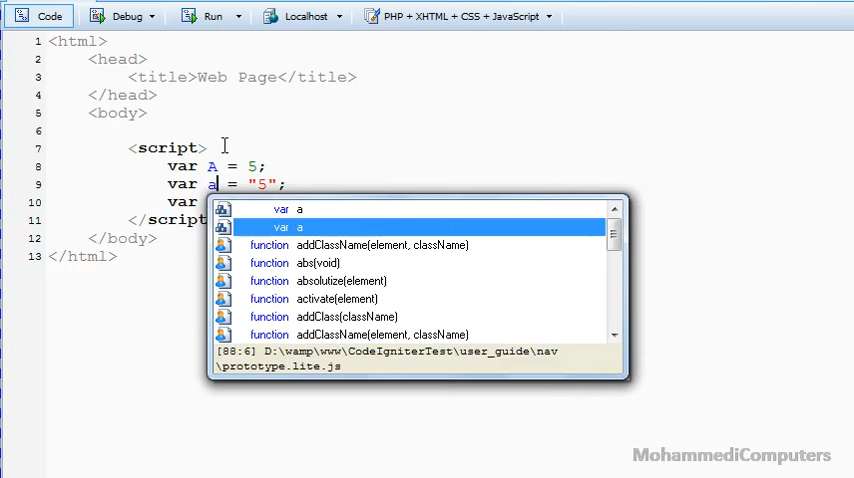 Code Debug Run Localhost PHP + XHTML + CSS + JavaScript
1 <html>
2 <head>
3 <title>Web Page</title>
4 </head>
5 <body>
6
7 <script>
8 var A = 5;
9 var a = "5";
10 var
11 </script
12 </body>
13 </html>
var a
var a
function addClassName(element, className)
function abs(void)
function absolutize(element)
function activate(element)
function addClass(className)
function addClassName(element, className)
[88:6] D:\wamp\www\CodeIgniterTest\user_guide\nav
\prototype.lite.js
MohammediComputers